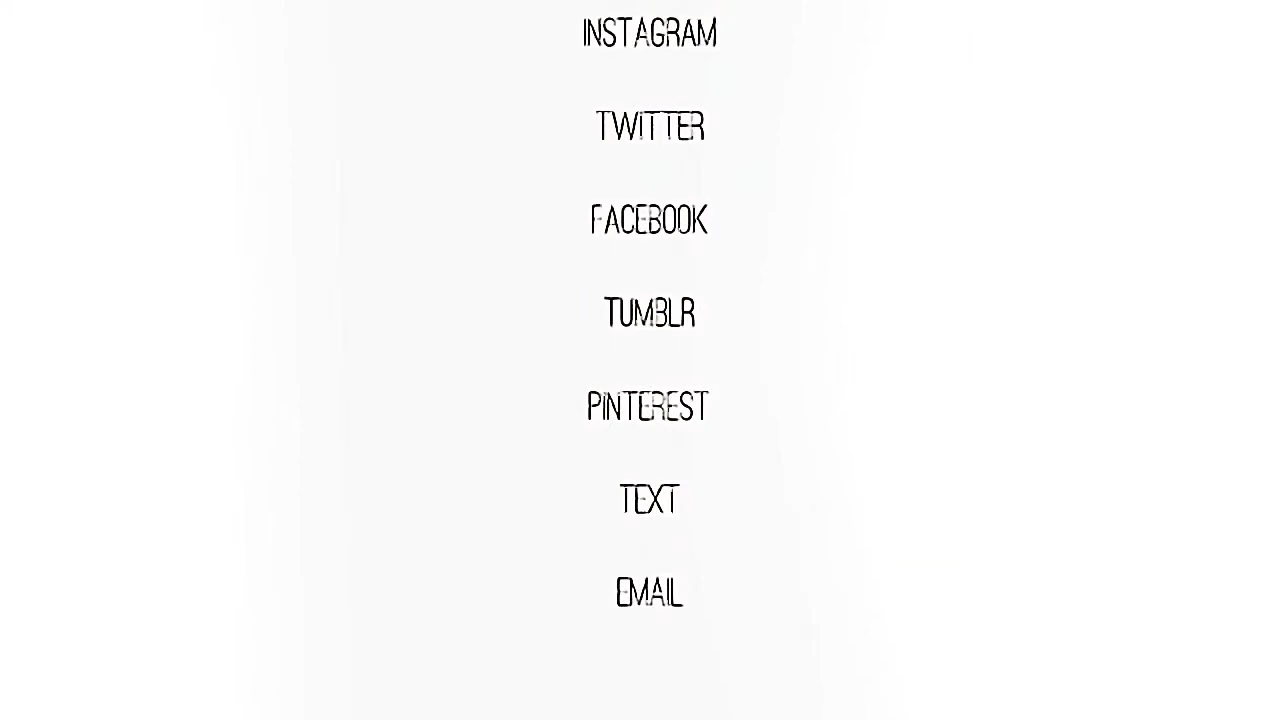 INSTAGRAM
TWITTER
FACEBOOK
TUMBLR
PINTEREST
TEXT
EMAIL